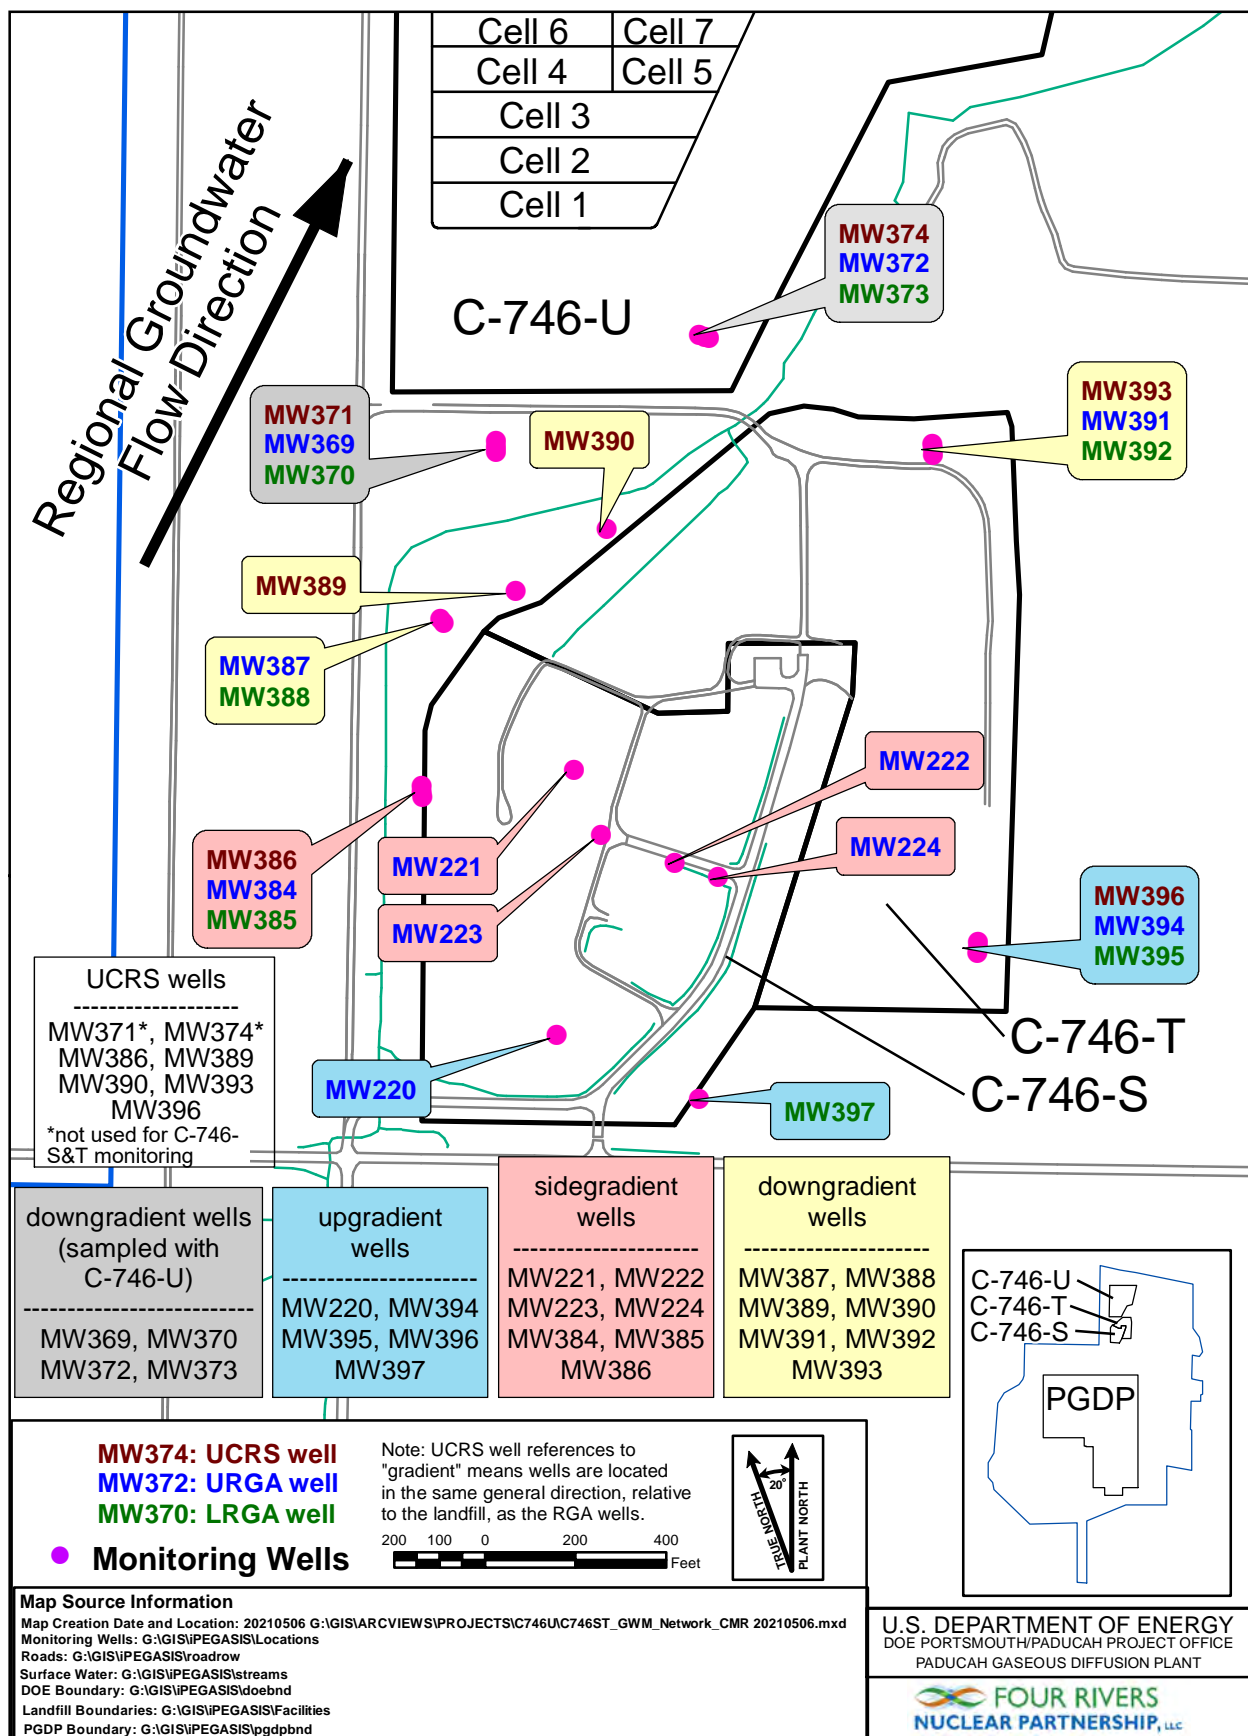 Cell 6
Cell 7
Cell 4
Cell 5
Cell 3
Cell 2
Cell 1
Regional Groundwater
Flow Direction
C-746-U
MW374
MW372
MW373
MW371
MW369
MW370
MW390
MW393
MW391
MW392
MW389
MW387
MW388
MW222
MW224
MW221
MW223
MW386
MW384
MW385
MW396
MW394
MW395
MW220
MW397
C-746-T
C-746-S
UCRS wells
-------------------
MW371*, MW374*
MW386, MW389
MW390, MW393
MW396
*not used for C-746-
S&T monitoring
downgradient wells
(sampled with
C-746-U)
--------------------------
MW369, MW370
MW372, MW373
upgradient
wells
----------------------
MW220, MW394
MW395, MW396
MW397
sidegradient
wells
---------------------
MW221, MW222
MW223, MW224
MW384, MW385
MW386
downgradient
wells
---------------------
MW387, MW388
MW389, MW390
MW391, MW392
MW393
C-746-U
C-746-T
C-746-S
PGDP
MW374: UCRS well
MW372: URGA well
MW370: LRGA well
Monitoring Wells
Note: UCRS well references to
"gradient" means wells are located
in the same general direction, relative
to the landfill, as the RGA wells.
200 100 0 200 400
Feet
20°
TRUE NORTH
PLANT NORTH
Map Source Information
Map Creation Date and Location: 20210506 G:\GIS\ARCVIEWS\PROJECTS\C746U\C746ST_GWM_Network_CMR 20210506.mxd
Monitoring Wells: G:\GIS\iPEGASIS\Locations
Roads: G:\GIS\iPEGASIS\roadrow
Surface Water: G:\GIS\iPEGASIS\streams
DOE Boundary: G:\GIS\iPEGASIS\doebnd
Landfill Boundaries: G:\GIS\iPEGASIS\Facilities
PGDP Boundary: G:\GIS\iPEGASIS\pgdpbnd
U.S. DEPARTMENT OF ENERGY
DOE PORTSMOUTH/PADUCAH PROJECT OFFICE
PADUCAH GASEOUS DIFFUSION PLANT
FOUR RIVERS
NUCLEAR PARTNERSHIP, LLC